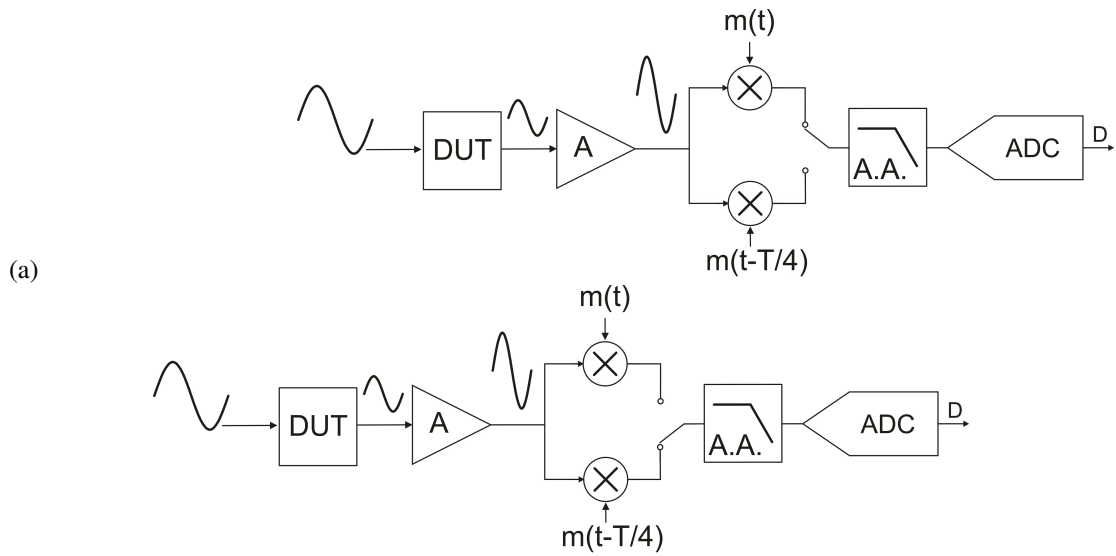 m(t)
DUT
A
A.A.
ADC
D
m(t-T/4)
(a)
m(t)
DUT
A
A.A.
ADC
D
m(t-T/4)